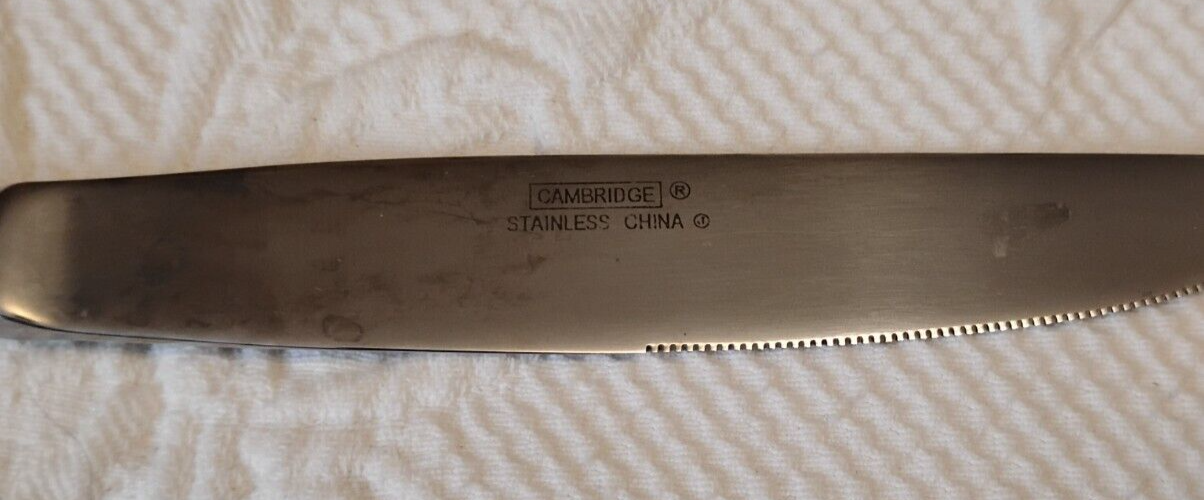 CAMBRIDGE ®
STAINLESS CHINA